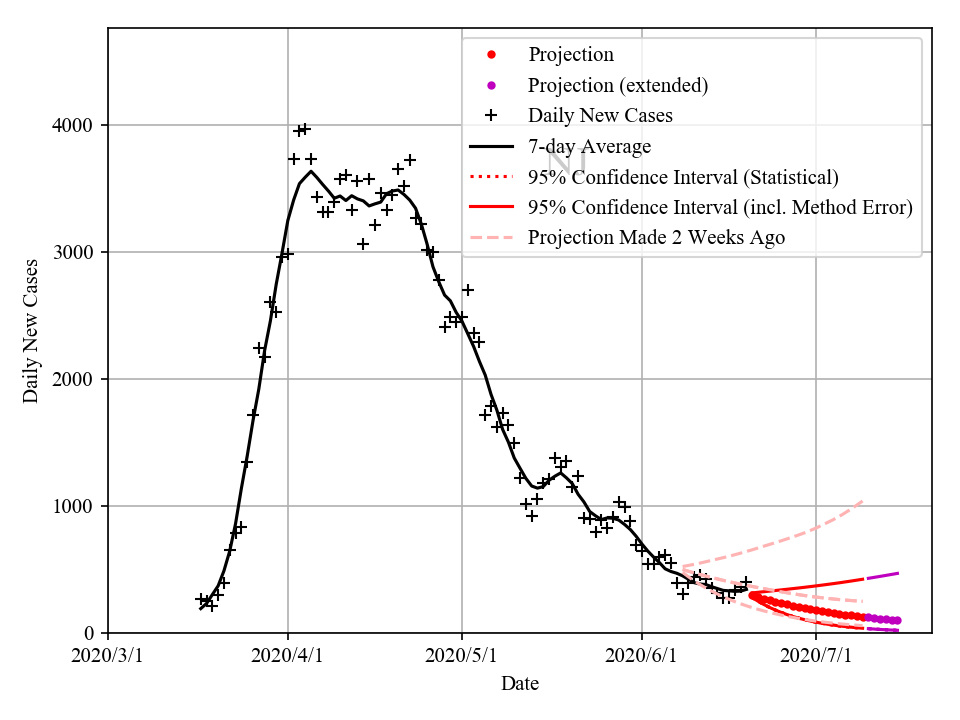 Projection
Projection (extended)
Daily New Cases
NJ
7-day Average
95% Confidence Interval (Statistical)
95% Confidence Interval (incl. Method Error)
Projection Made 2 Weeks Ago
4000
3000
2000
1000
0
Daily New Cases
2020/3/1
2020/4/1
2020/5/1
2020/6/1
2020/7/1
Date